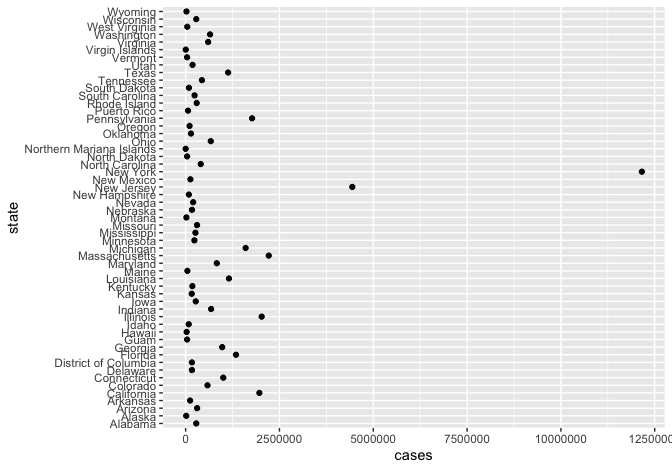 Wyoming
Wisconsin
West Virginia
Washington
Virginia
Virgin Islands
Vermont
Utah
Texas
Tennessee
South Dakota
South Carolina
Rhode Island
Puerto Rico
Pennsylvania
Oregon
Oklahoma
Ohio
Northern Mariana Islands
North Dakota
North Carolina
New York
New Mexico
New Jersey
New Hampshire
Nevada
Nebraska
Montana
Missouri
Mississippi
Minnesota
Michigan
Massachusetts
Maryland
Maine
Louisiana
Kentucky
Kansas
Iowa
Indiana
Illinois
Idaho
Hawaii
Guam
Georgia
Florida
District of Columbia
Delaware
Connecticut
Colorado
California
Arkansas
Arizona
Alaska
Alabama
state
0 2500000 5000000 7500000 10000000 1250000
cases